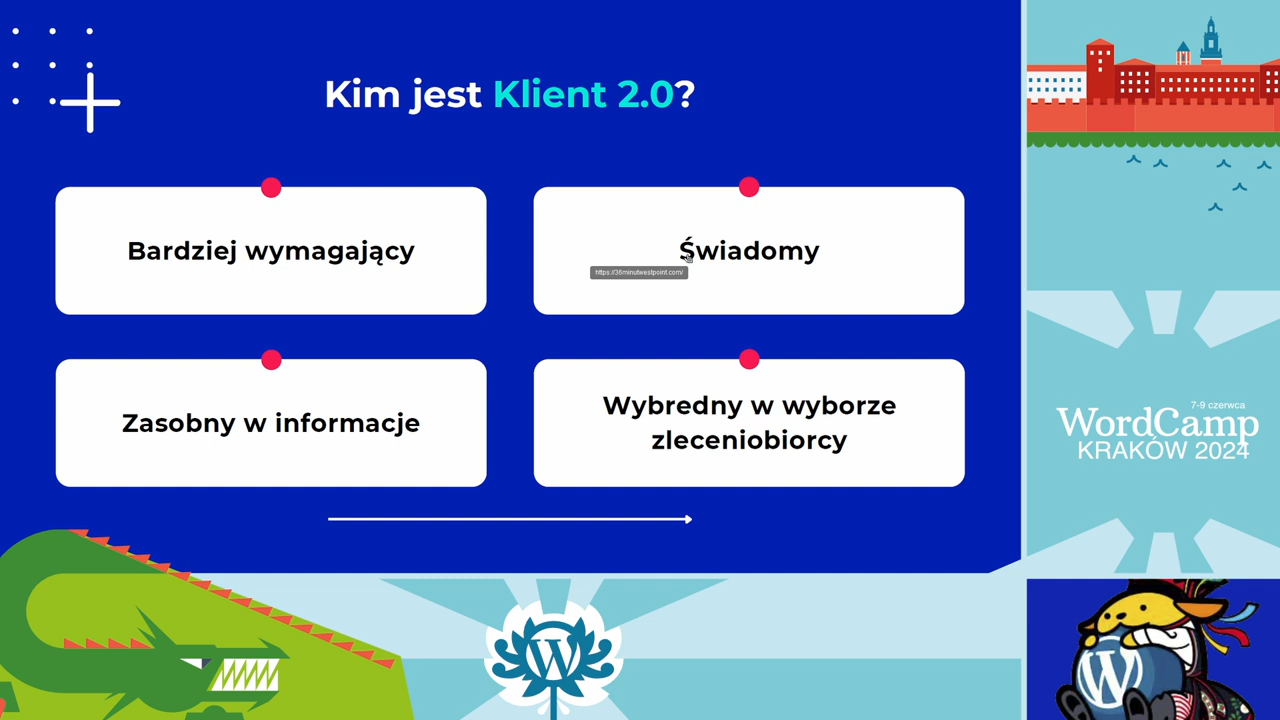 Kim jest Klient 2.0?
Bardziej wymagający
Świadomy
https://36minutwestpoint.com/
Zasobny w informacje
Wybredny w wyborze
zleceniobiorcy
7-9 czerwca
WordCamp
KRAKÓW 2024
W
W